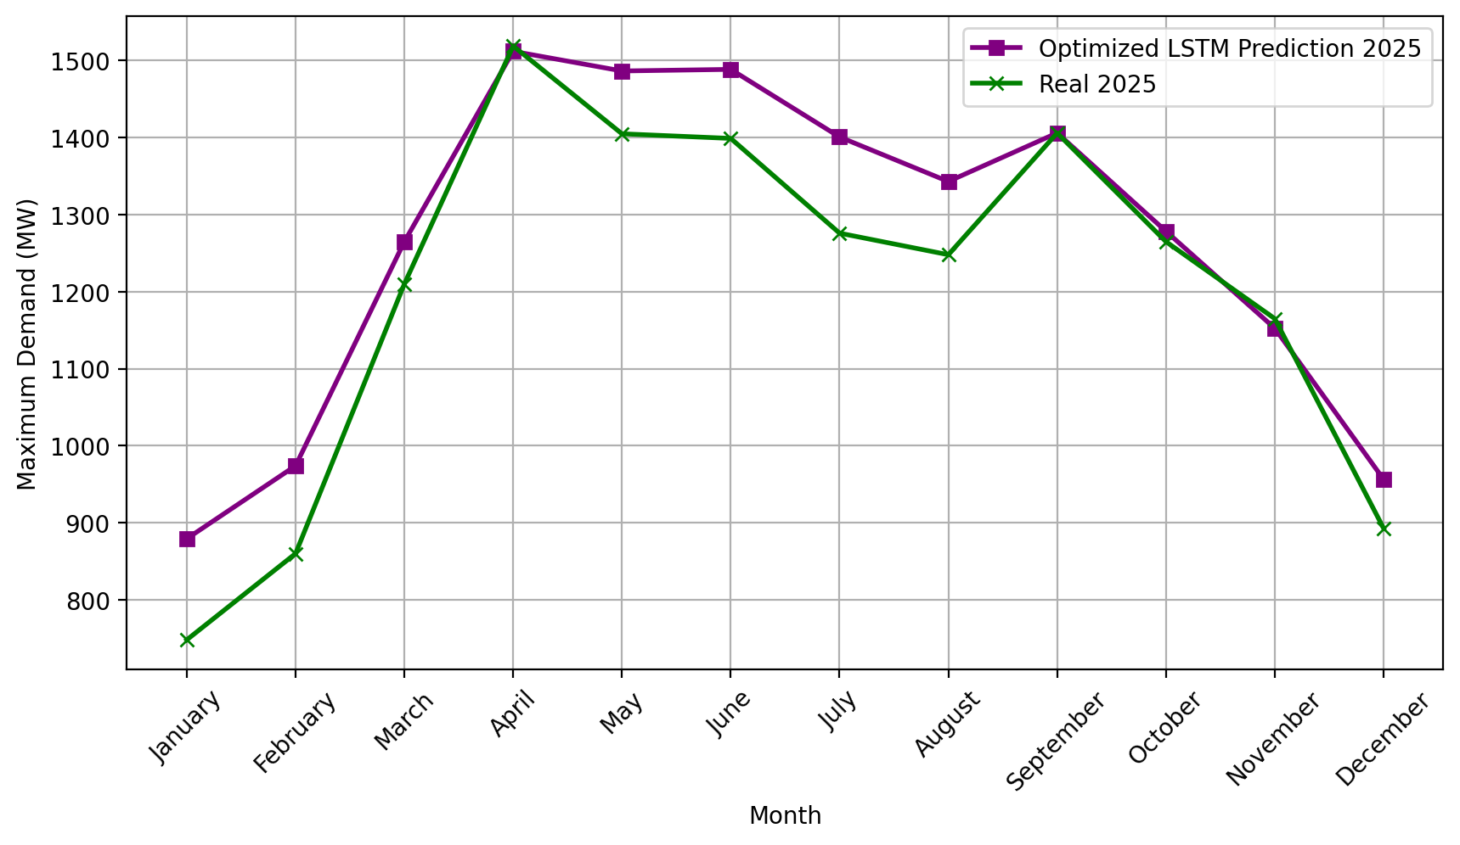 Optimized LSTM Prediction 2025
Real 2025
Maximum Demand (MW)
1500
1400
1300
1200
1100
1000
900
800
January
February
March
April
May
June
July
August
September
October
November
December
Month